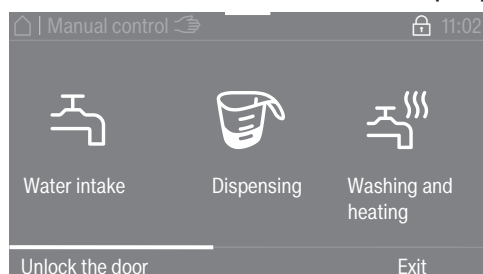 | Manual control 11:02
Water intake
Dispensing
Washing and
heating
Unlock the door
Exit